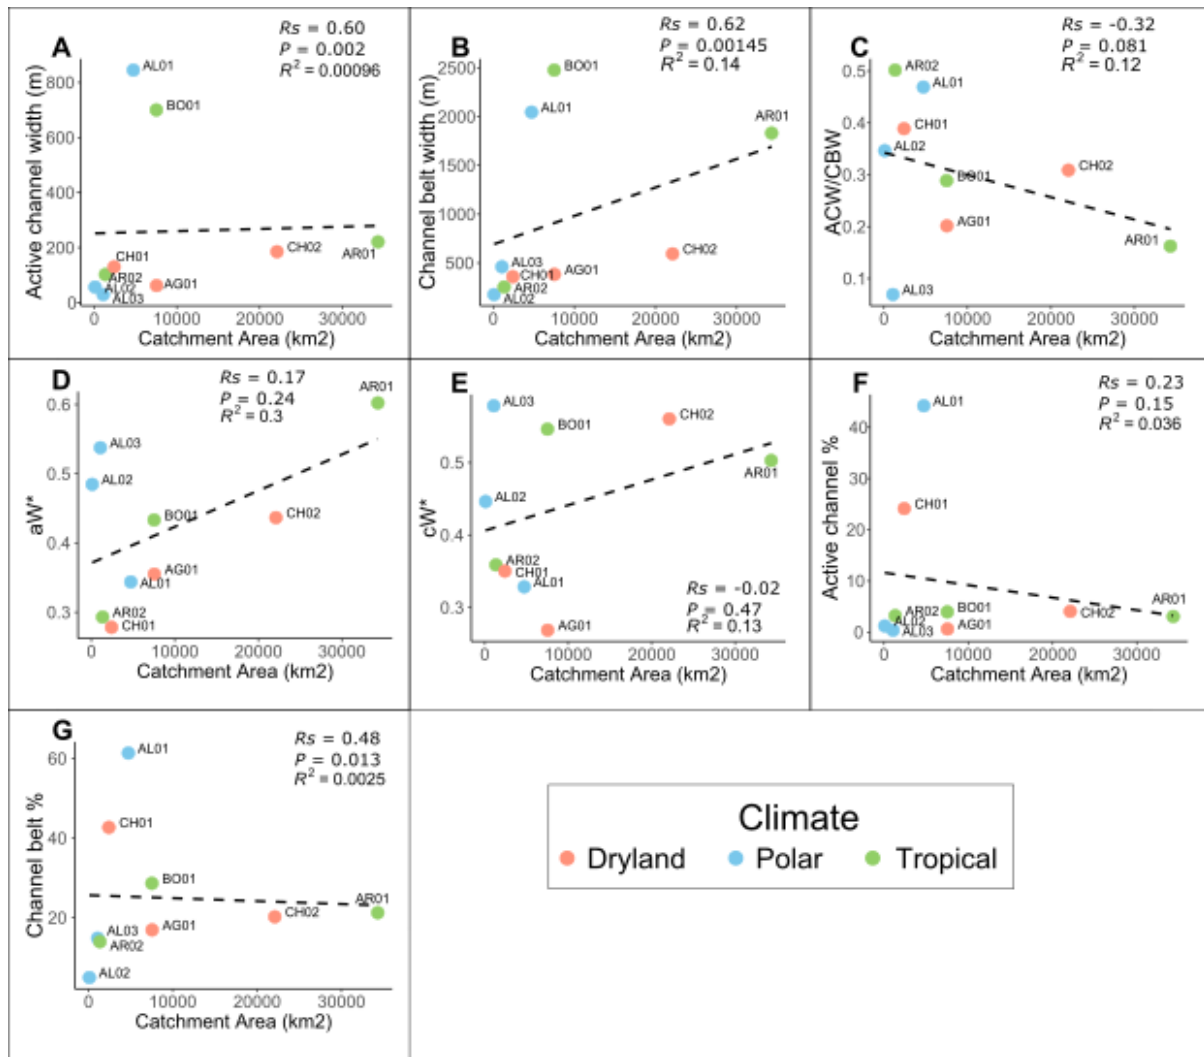 A
Rs = 0.60
P = 0.002
R² = 0.00096
Active channel width (m)
800
600
400
200
0
AL01
BO01
CH01
AR02
AL02
AL03
AG01
CH02
AR01
0 10000 20000 30000
Catchment Area (km2)
B
Rs = 0.62
P = 0.00145
R² = 0.14
Channel belt width (m)
2500
2000
1500
1000
500
BO01
AL01
AR01
AL03
CH01
AG01
AR02
AL02
CH02
0 10000 20000 30000
Catchment Area (km2)
C
Rs = -0.32
P = 0.081
R² = 0.12
ACW/CBW
0.5
0.4
0.3
0.2
0.1
AR02
AL01
CH01
AL02
BO01
CH02
AG01
AR01
AL03
0 10000 20000 30000
Catchment Area (km2)
D
Rs = 0.17
P = 0.24
R² = 0.3
aW*
0.6
0.5
0.4
0.3
AR01
AL03
AL02
BO01
CH02
AG01
AL01
AR02
CH01
0 10000 20000 30000
Catchment Area (km2)
E
cW*
0.5
0.4
0.3
AL03
BO01
CH02
AR01
AL02
AR02
CH01
AL01
AG01
Rs = -0.02
P = 0.47
R² = 0.13
0 10000 20000 30000
Catchment Area (km2)
F
Rs = 0.23
P = 0.15
R² = 0.036
Active channel %
40
30
20
10
0
AL01
CH01
AR02
BO01
AL02
AL03
AG01
CH02
AR01
0 10000 20000 30000
Catchment Area (km2)
G
Rs = 0.48
P = 0.013
R² = 0.0025
Channel belt %
60
40
20
AL01
CH01
BO01
AR01
CH02
AG01
AL03
AR02
AL02
0 10000 20000 30000
Catchment Area (km2)
Climate
Dryland Polar Tropical